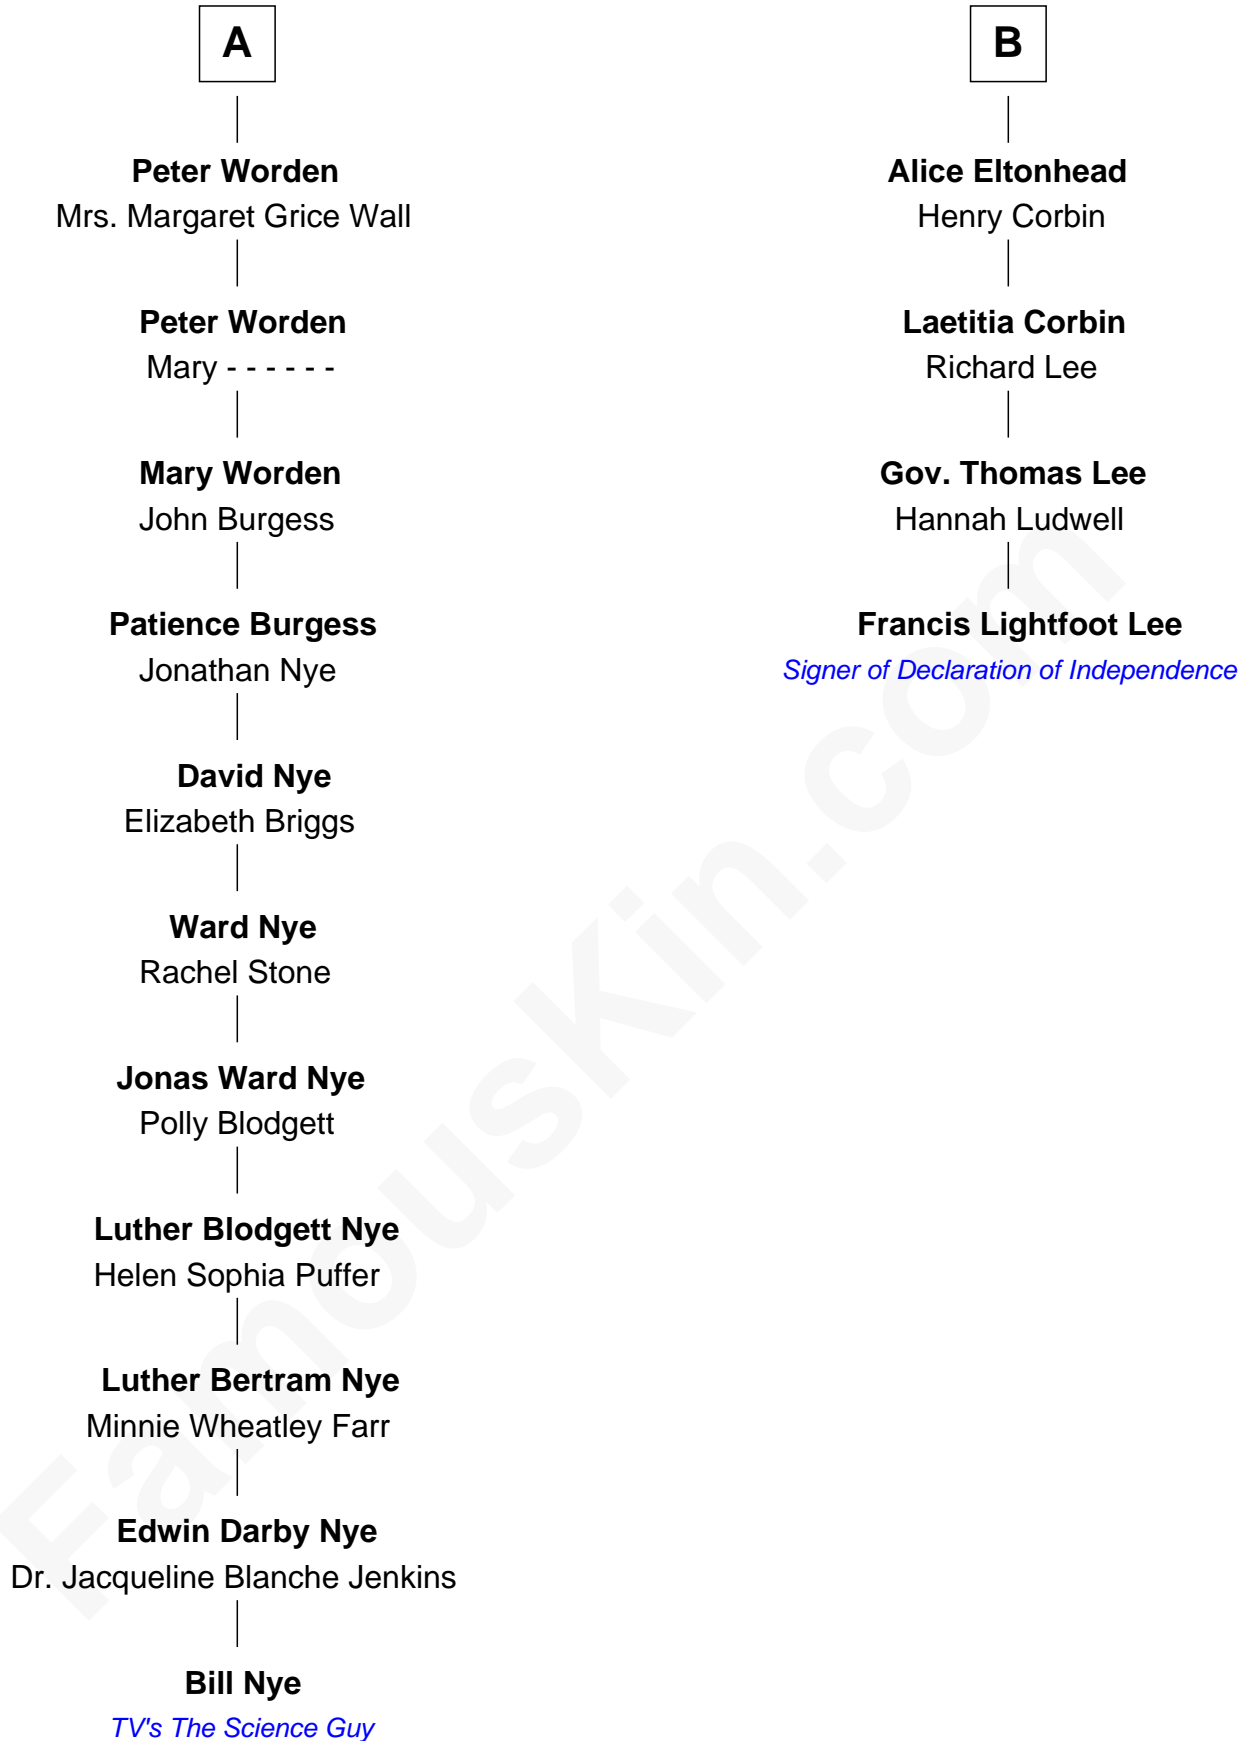 A
Peter Worden
Mrs. Margaret Grice Wall
Peter Worden
Mary - - - - - -
Mary Worden
John Burgess
Patience Burgess
Jonathan Nye
David Nye
Elizabeth Briggs
Ward Nye
Rachel Stone
Jonas Ward Nye
Polly Blodgett
Luther Blodgett Nye
Helen Sophia Puffer
Luther Bertram Nye
Minnie Wheatley Farr
Edwin Darby Nye
Dr. Jacqueline Blanche Jenkins
Bill Nye
TV's The Science Guy
B
Alice Eltonhead
Henry Corbin
Laetitia Corbin
Richard Lee
Gov. Thomas Lee
Hannah Ludwell
Francis Lightfoot Lee
Signer of Declaration of Independence
FamousKin.com